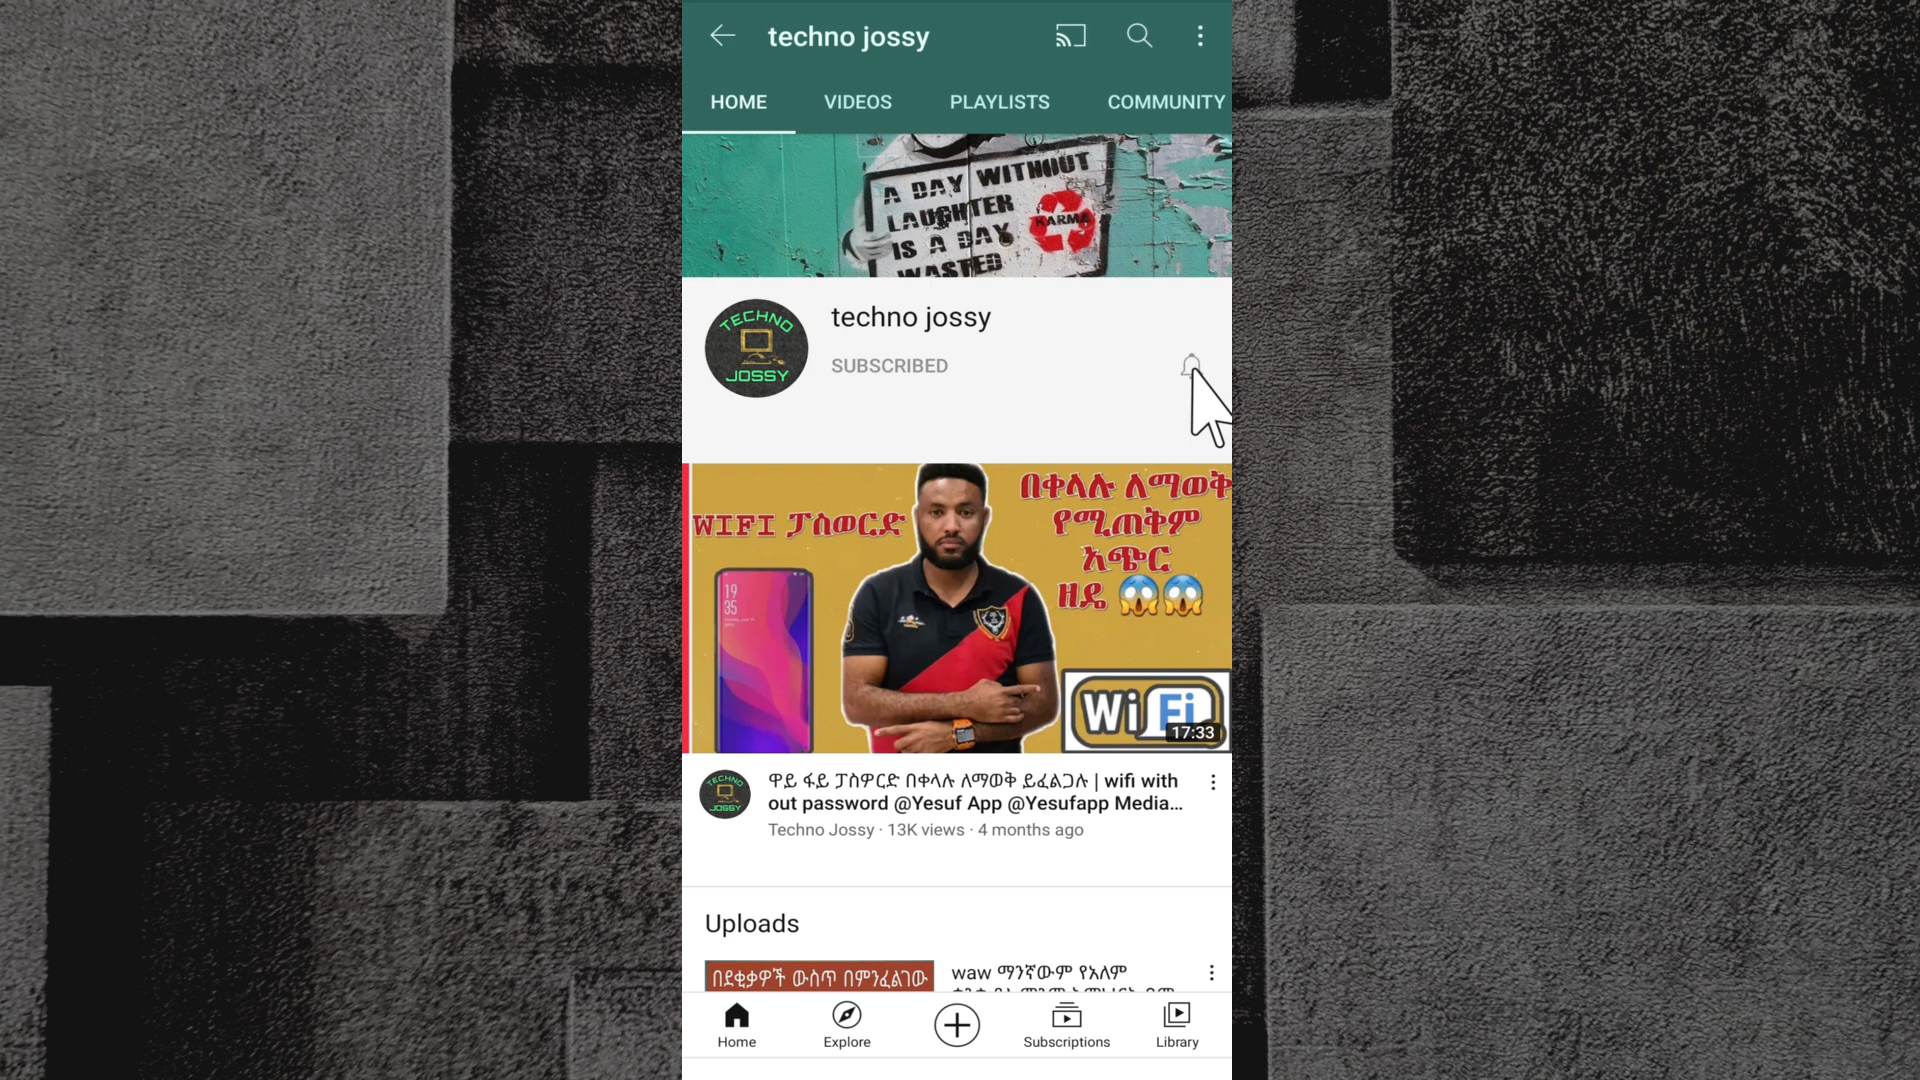 techno jossy
HOME VIDEOS PLAYLISTS COMMUNITY
A DAY WITHOUT
LAUGHTER
IS A DAY
WASTED
KARMA
TECHNO
JOSSY
techno jossy
SUBSCRIBED
WIFI ፓስወርድ
በቀላሉ ለማወቅ
የሚጠቅም
አጭር
ዘዴ 😱😱
19
35
WiFi
17:33
TECHNO
JOSSY
ዋይ ፋይ ፓስዎርድ በቀላሉ ለማወቅ ይፈልጋሉ | wifi with
out password @Yesuf App @Yesufapp Media...
Techno Jossy · 13K views · 4 months ago
Uploads
በደቂቃዎች ውስጥ በምንፈልገው
waw ማንኛውም የአለም
Home Explore Subscriptions Library